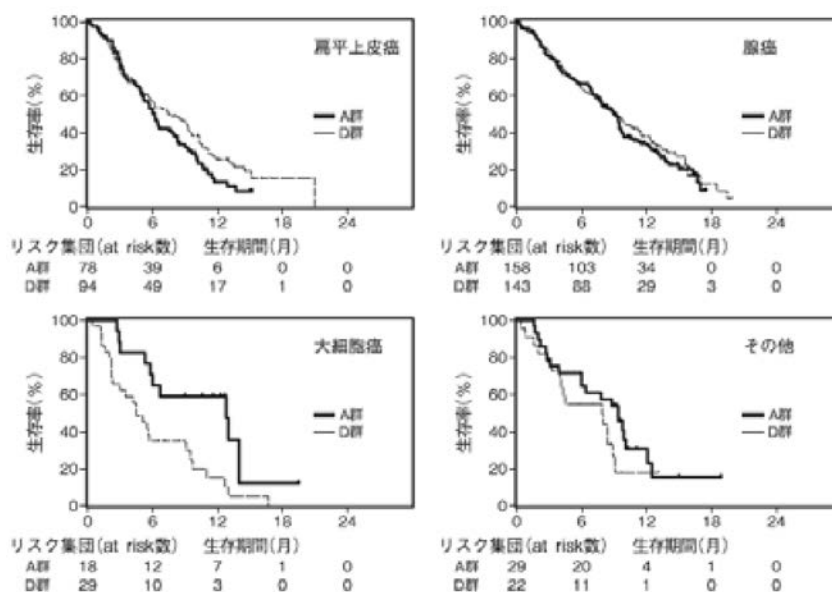 扁平上皮癌
生存率(%)
100
80
60
40
20
0
A群
D群
0 6 12 18 24
リスク集団(at risk数) 生存期間(月)
A群 78 39 6 0 0
D群 94 49 17 1 0
腺癌
生存率(%)
100
80
60
40
20
0
A群
D群
0 6 12 18 24
リスク集団(at risk数) 生存期間(月)
A群 158 103 34 0 0
D群 143 88 29 3 0
大細胞癌
生存率(%)
100
80
60
40
20
0
A群
D群
0 6 12 18 24
リスク集団(at risk数) 生存期間(月)
A群 18 12 7 1 0
D群 29 10 3 0 0
その他
生存率(%)
100
80
60
40
20
0
A群
D群
0 6 12 18 24
リスク集団(at risk数) 生存期間(月)
A群 29 20 4 1 0
D群 22 11 1 0 0